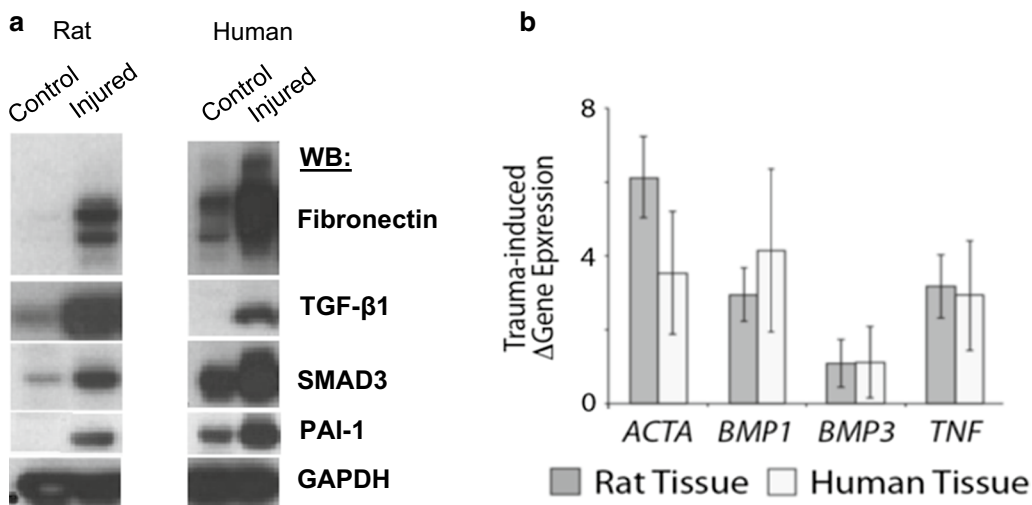 a
Rat
Human
Control
Injured
Control
Injured
WB:
Fibronectin
TGF-β1
SMAD3
PAI-1
GAPDH
b
Trauma-induced
ΔGene Epxression
8
4
0
ACTA BMP1 BMP3 TNF
Rat Tissue Human Tissue